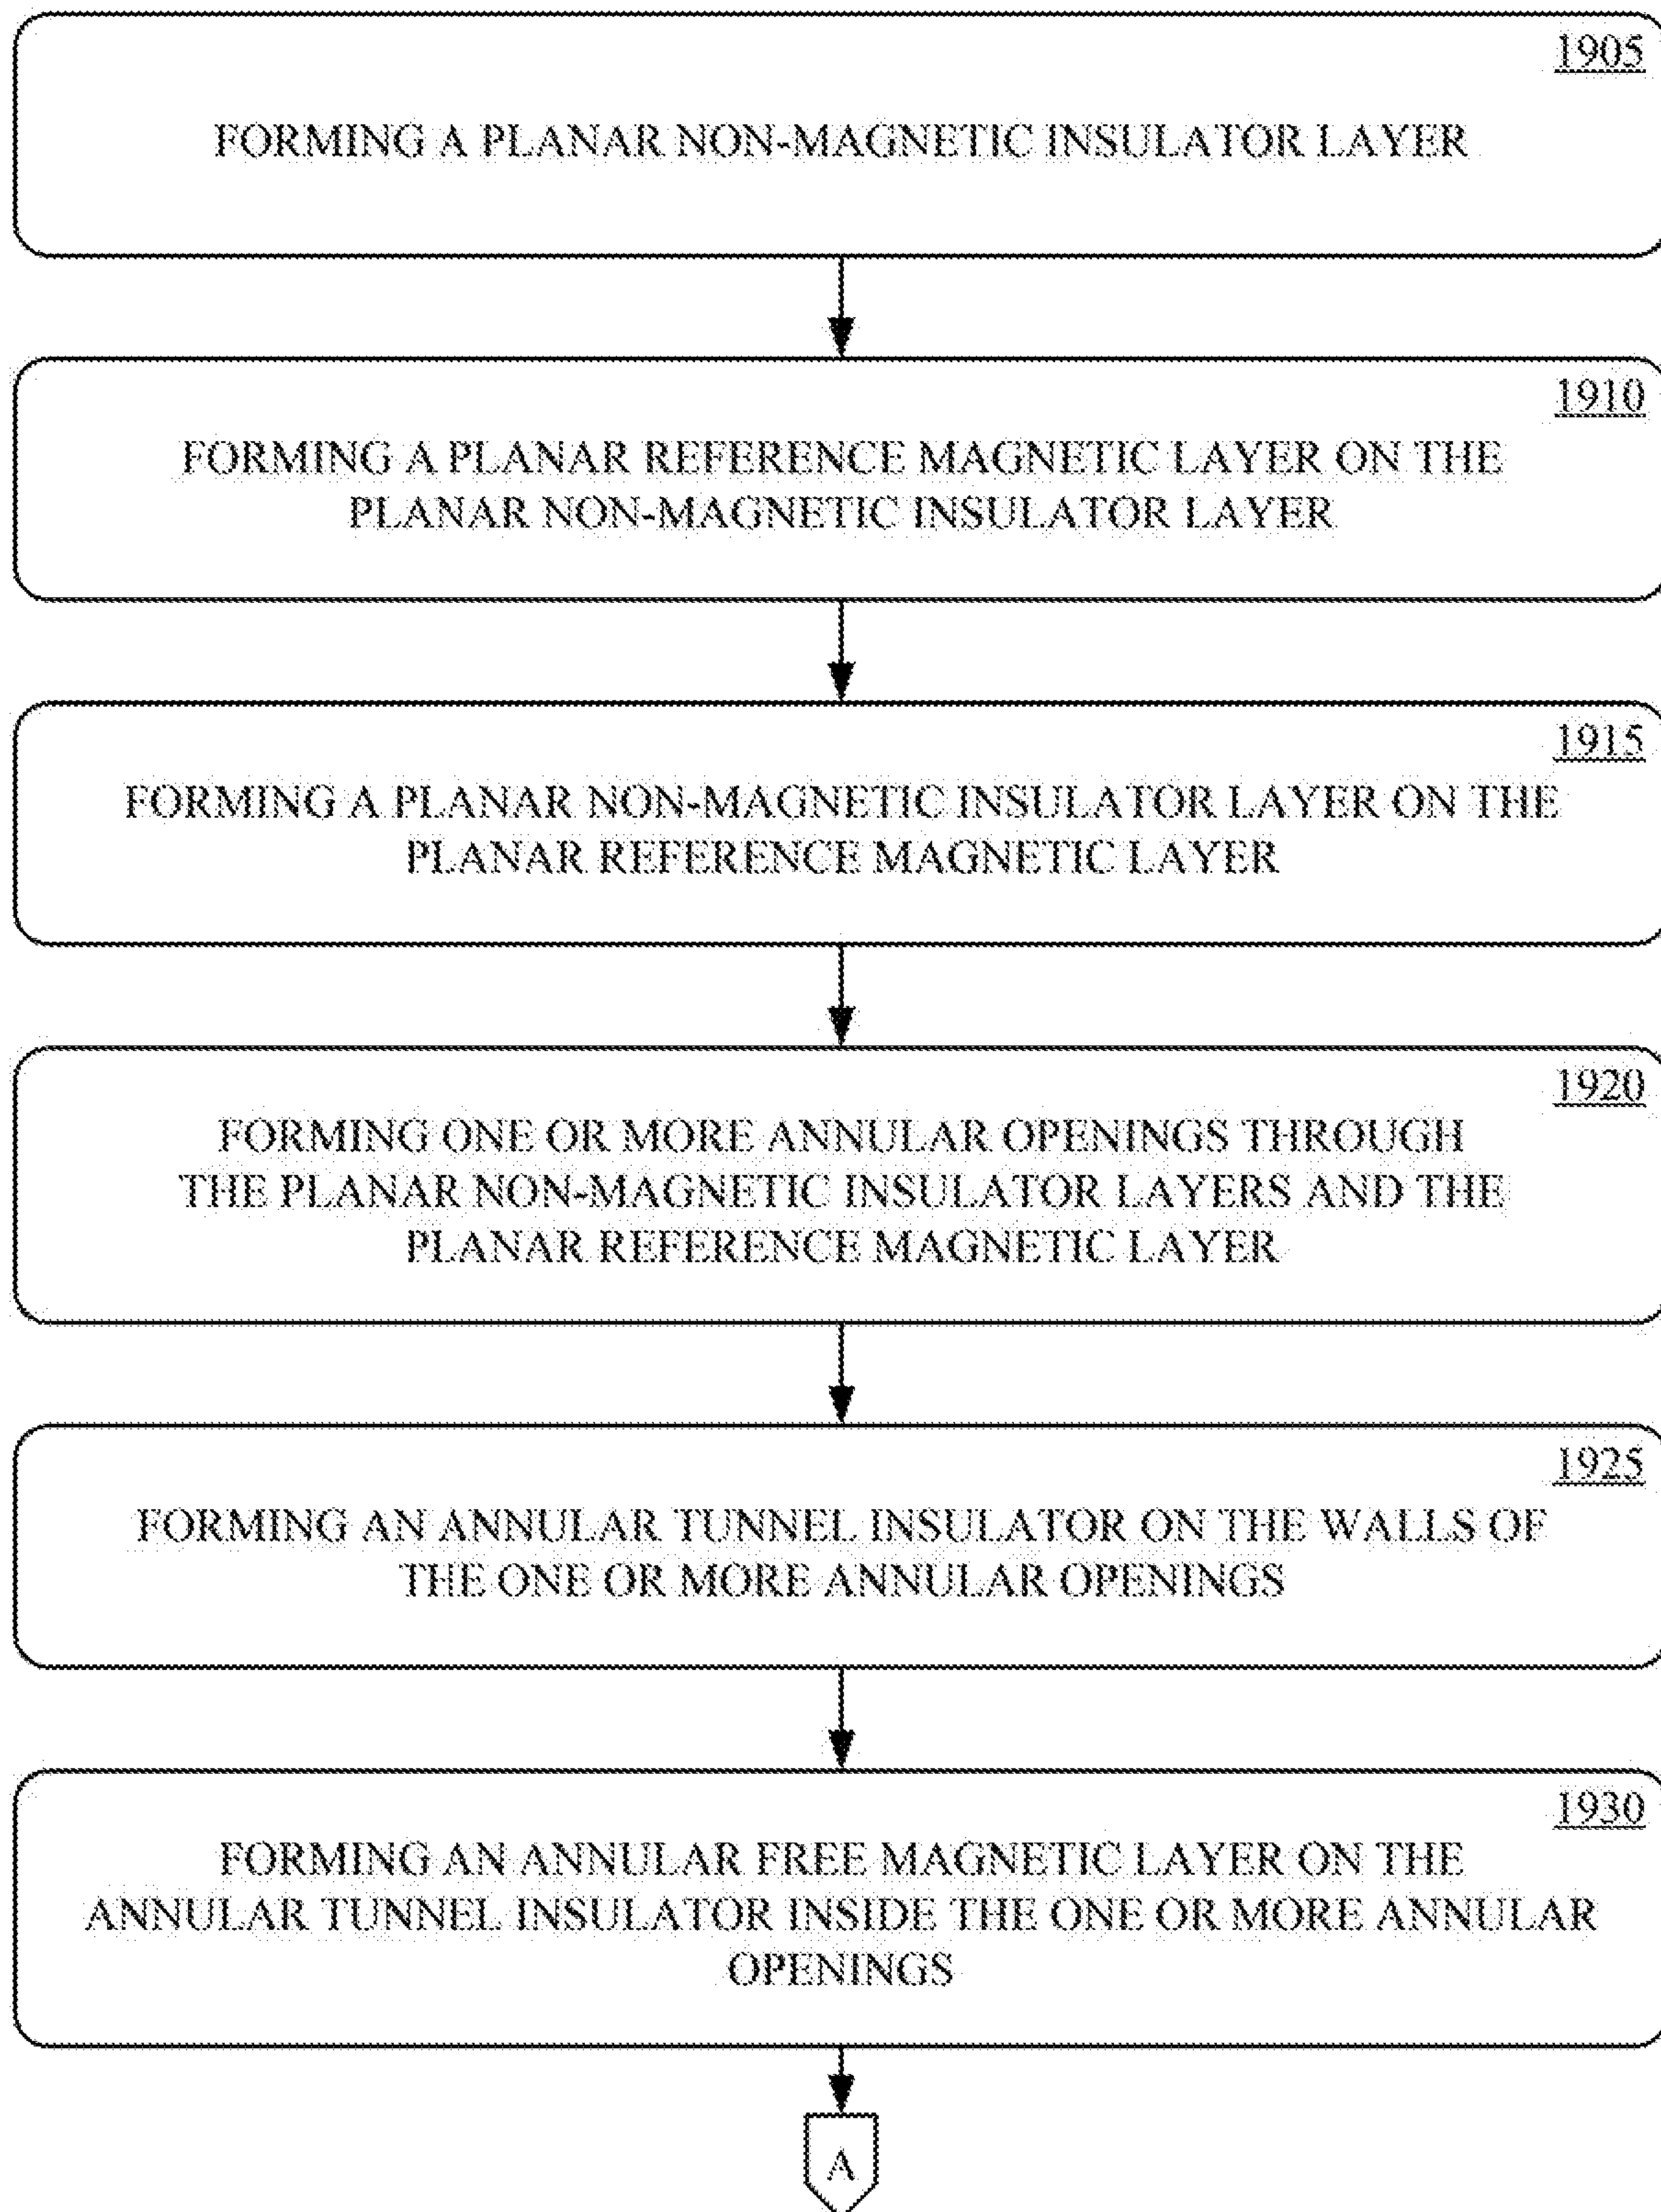 1905
FORMING A PLANAR NON-MAGNETIC INSULATOR LAYER
1910
FORMING A PLANAR REFERENCE MAGNETIC LAYER ON THE
PLANAR NON-MAGNETIC INSULATOR LAYER
1915
FORMING A PLANAR NON-MAGNETIC INSULATOR LAYER ON THE
PLANAR REFERENCE MAGNETIC LAYER
1920
FORMING ONE OR MORE ANNULAR OPENINGS THROUGH
THE PLANAR NON-MAGNETIC INSULATOR LAYERS AND THE
PLANAR REFERENCE MAGNETIC LAYER
1925
FORMING AN ANNULAR TUNNEL INSULATOR ON THE WALLS OF
THE ONE OR MORE ANNULAR OPENINGS
1930
FORMING AN ANNULAR FREE MAGNETIC LAYER ON THE
ANNULAR TUNNEL INSULATOR INSIDE THE ONE OR MORE ANNULAR
OPENINGS
A